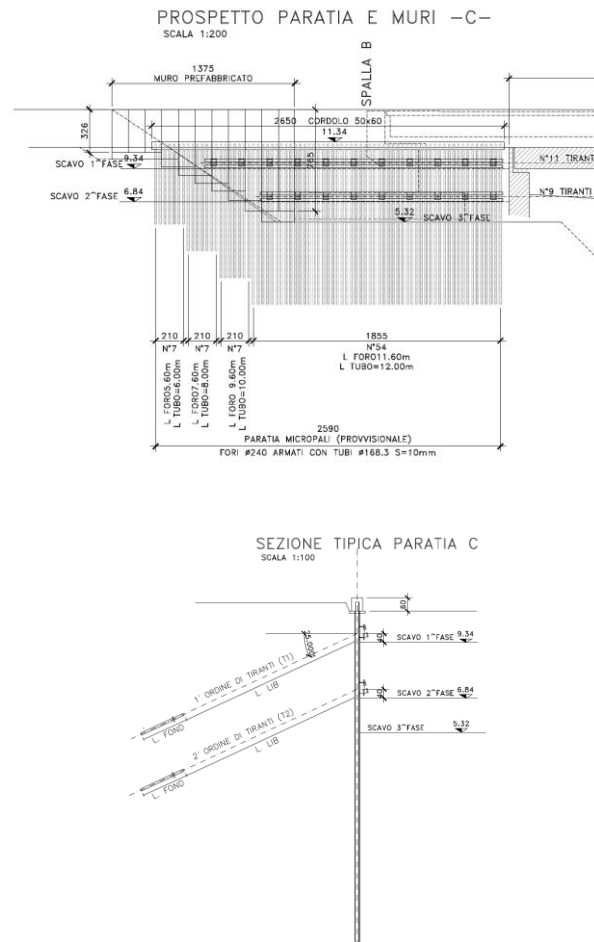 PROSPETTO PARATIA E MURI -C-
SCALA 1:200
SPALLA B
1375
MURO PREFABBRICATO
2650 CORDOLO 50x60
326
11.34
765
SCAVO 1^FASE 9.34
N°11 TIRANT
SCAVO 2^FASE 6.84
N°9 TIRANTI
5.32 SCAVO 3^FASE
210 210 210 1855
N°7 N°7 N°7 N°54
L FORO11.60m
L TUBO=12.00m
L FORO5.60m
L TUBO=6.00m
L FORO7.60m
L TUBO=8.00m
L FORO 9.60m
L TUBO=10.00m
2590
PARATIA MICROPALI (PROVVISIONALE)
FORI ø240 ARMATI CON TUBI ø168.3 S=10mm
SEZIONE TIPICA PARATIA C
SCALA 1:100
60
25.000
40 SCAVO 1^FASE 9.34
1° ORDINE DI TIRANTI (T1)
L. LIB
L. FOND
40 SCAVO 2^FASE 6.84
2° ORDINE DI TIRANTI (T2)
L. LIB
L. FOND
SCAVO 3^FASE 5.32